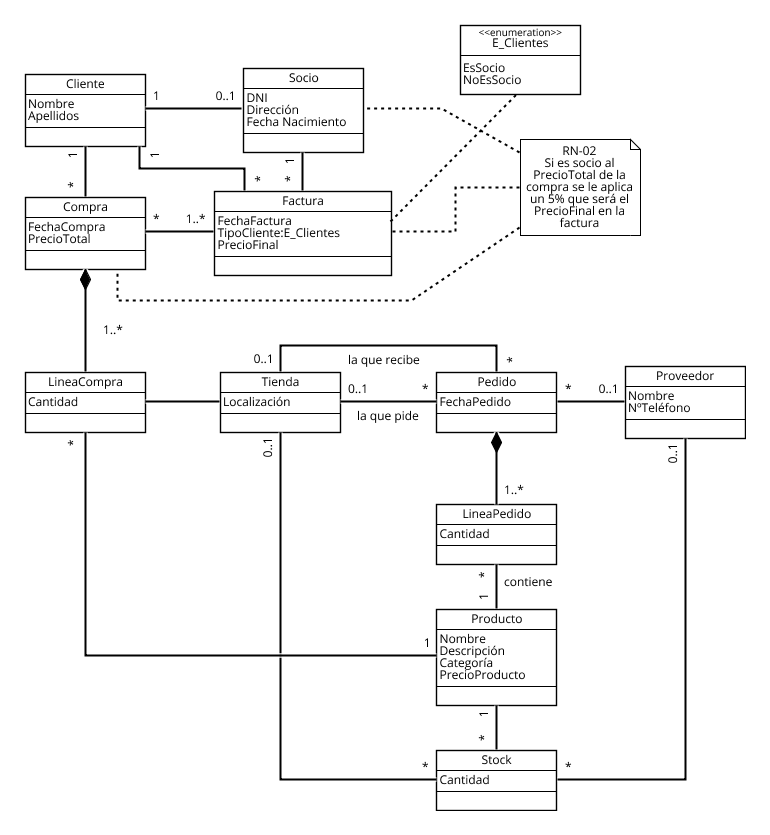 <<enumeration>>
E_Clientes
EsSocio
NoEsSocio
Cliente
Nombre
Apellidos
1
0..1
Socio
DNI
Dirección
Fecha Nacimiento
RN-02
Si es socio al
PrecioTotal de la
compra se le aplica
un 5% que será el
PrecioFinal en la
factura
1
*
1
*
1
*
Compra
FechaCompra
PrecioTotal
*
1..*
Factura
FechaFactura
TipoCliente:E_Clientes
PrecioFinal
1..*
0..1
la que recibe
*
LineaCompra
Cantidad
Tienda
Localización
0..1
*
la que pide
Pedido
FechaPedido
*
0..1
Proveedor
Nombre
NºTeléfono
*
0..1
0..1
1..*
LineaPedido
Cantidad
*
contiene
1
1
Producto
Nombre
Descripción
Categoría
PrecioProducto
1
*
*
Stock
Cantidad
*